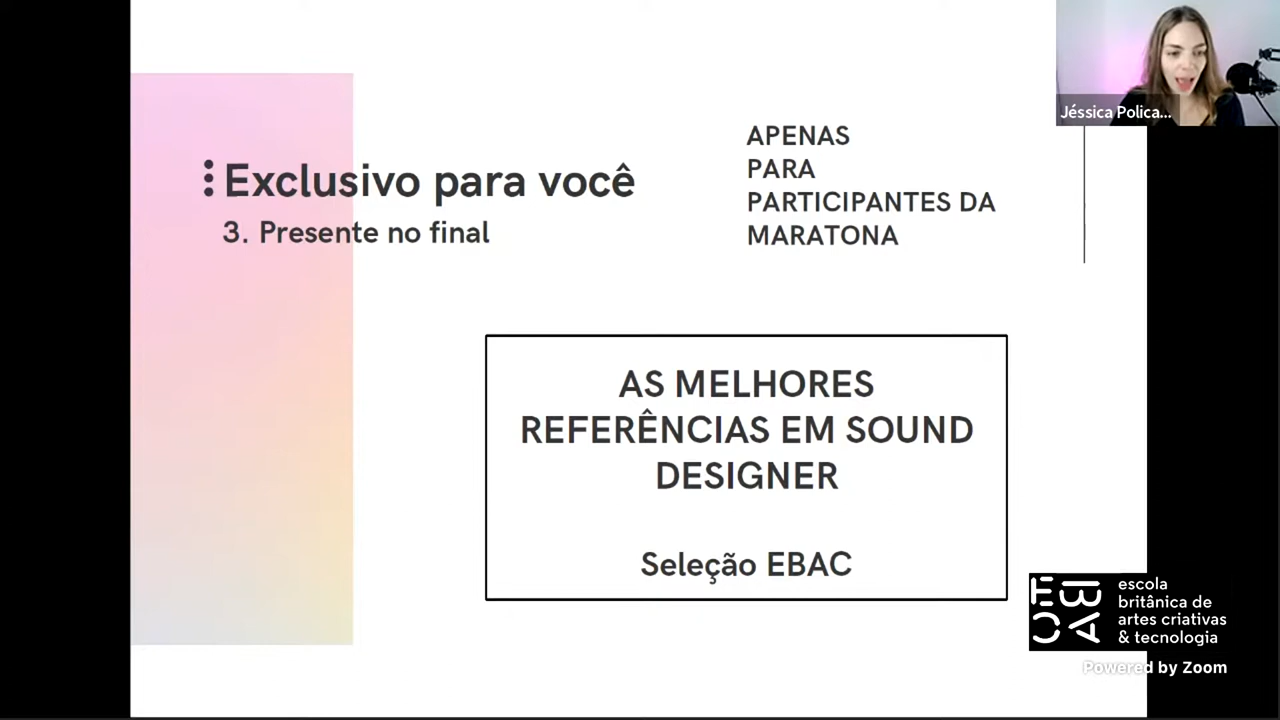 Jéssica Polica...
Exclusivo para você
3. Presente no final
APENAS
PARA
PARTICIPANTES DA
MARATONA
AS MELHORES
REFERÊNCIAS EM SOUND
DESIGNER
Seleção EBAC
EBAC
escola
britânica de
artes criativas
& tecnologia
Powered by Zoom